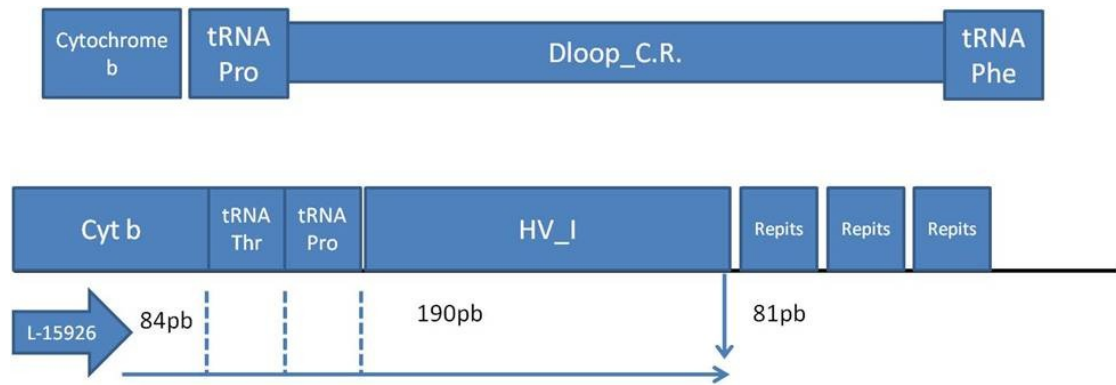 Cytochrome
b
tRNA
Pro
Dloop_C.R.
tRNA
Phe
Cyt b
tRNA
Thr
tRNA
Pro
HV_I
Repits
Repits
Repits
L-15926
84pb
190pb
81pb